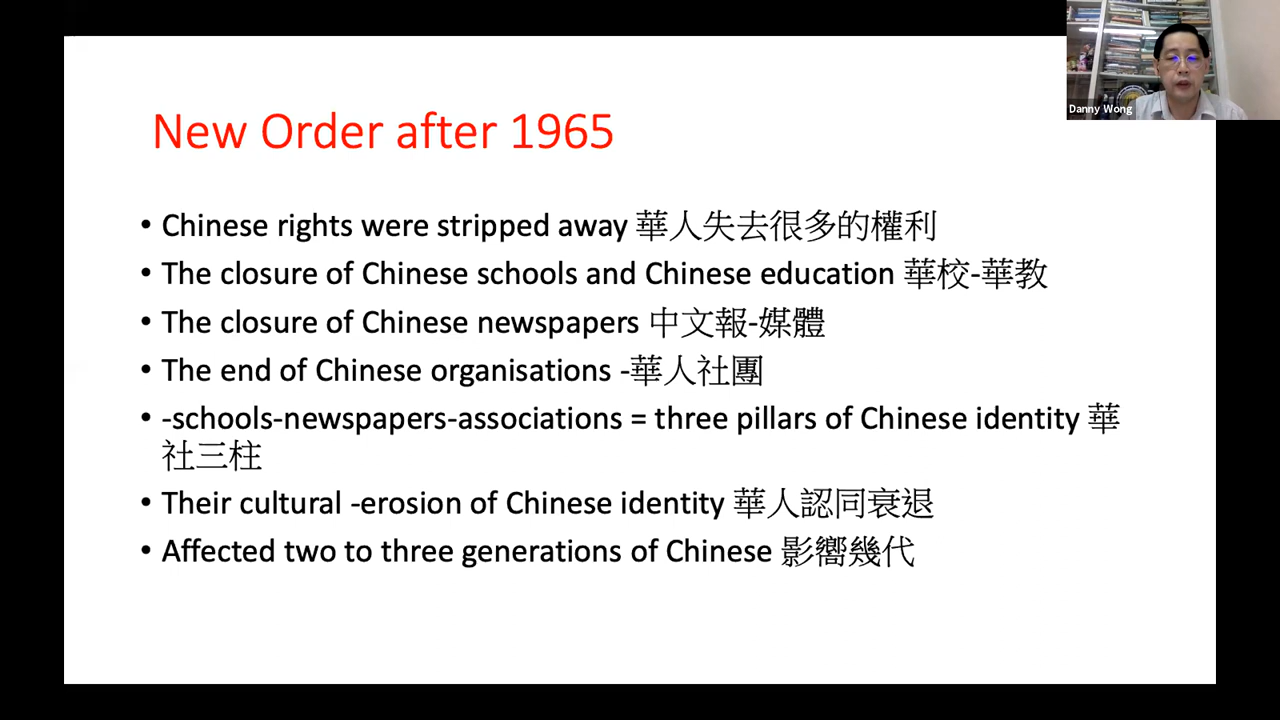 Danny Wong
New Order after 1965
• Chinese rights were stripped away 華人失去很多的權利
• The closure of Chinese schools and Chinese education 華校-華教
• The closure of Chinese newspapers 中文報-媒體
• The end of Chinese organisations -華人社團
• -schools-newspapers-associations = three pillars of Chinese identity 華
社三柱
• Their cultural -erosion of Chinese identity 華人認同衰退
• Affected two to three generations of Chinese 影嚮幾代